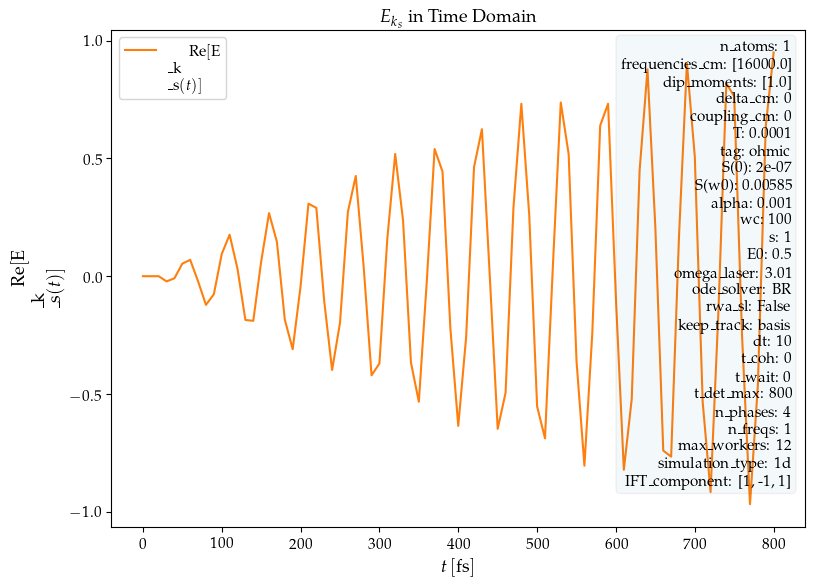 E_{k_s} in Time Domain
Re[E
_k
_s(t)]
n_atoms: 1
frequencies_cm: [16000.0]
dip_moments: [1.0]
delta_cm: 0
coupling_cm: 0
T: 0.0001
tag: ohmic
S(0): 2e-07
S(w0): 0.00585
alpha: 0.001
wc: 100
s: 1
E0: 0.5
omega_laser: 3.01
ode_solver: BR
rwa_sl: False
keep_track: basis
dt: 10
t_coh: 0
t_wait: 0
t_det_max: 800
n_phases: 4
n_freqs: 1
max_workers: 12
simulation_type: 1d
IFT_component: [1, -1, 1]
Re[E
_k
_s(t)]
1.0
0.5
0.0
−0.5
−1.0
0 100 200 300 400 500 600 700 800
t [fs]